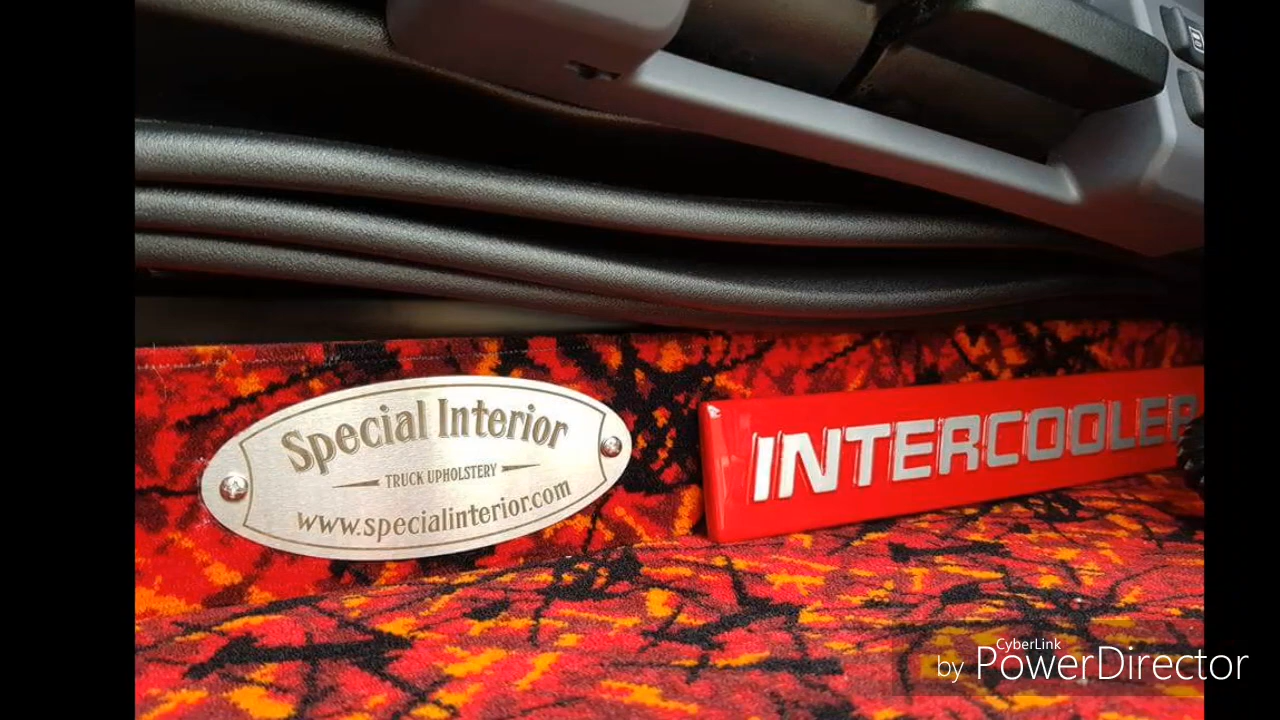 Special Interior
TRUCK UPHOLSTERY
www.specialinterior.com
INTERCOOLER
CyberLink
by PowerDirector